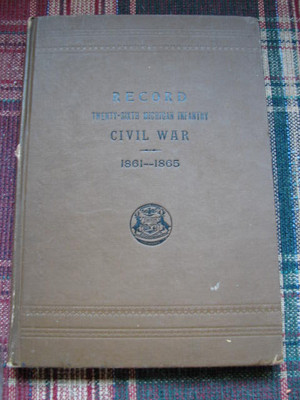 RECORD
TWENTY-SIXTH MICHIGAN INFANTRY
CIVIL WAR
1861—1865